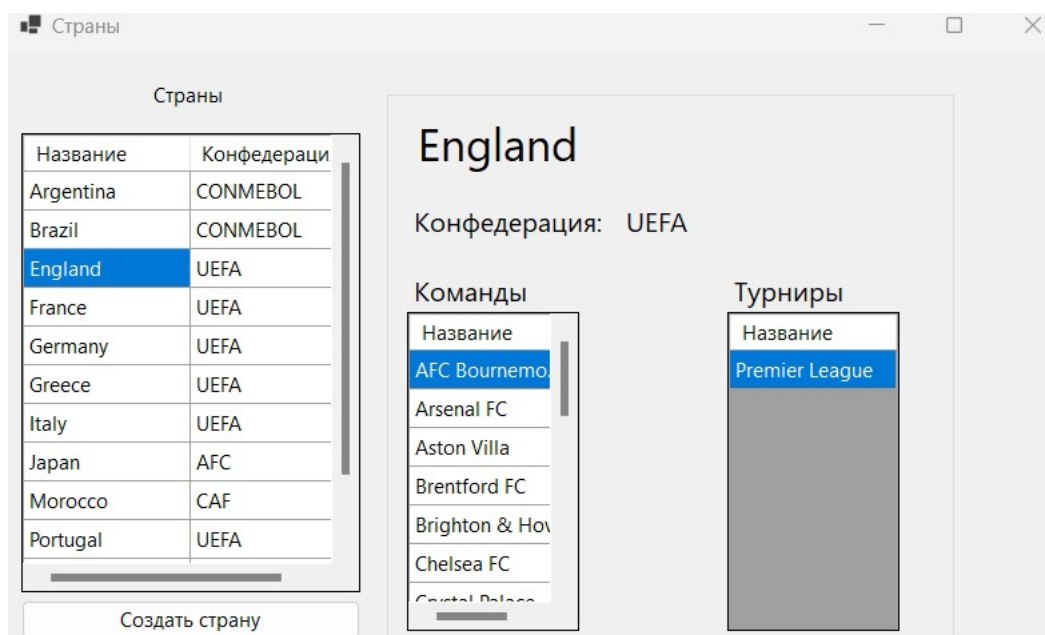 Страны
Страны
Название Конфедераци
Argentina CONMEBOL
Brazil CONMEBOL
England UEFA
France UEFA
Germany UEFA
Greece UEFA
Italy UEFA
Japan AFC
Morocco CAF
Portugal UEFA
Создать страну
England
Конфедерация: UEFA
Команды
Название
AFC Bournemo.
Arsenal FC
Aston Villa
Brentford FC
Brighton & Hov
Chelsea FC
Crystal Palace
Турниры
Название
Premier League